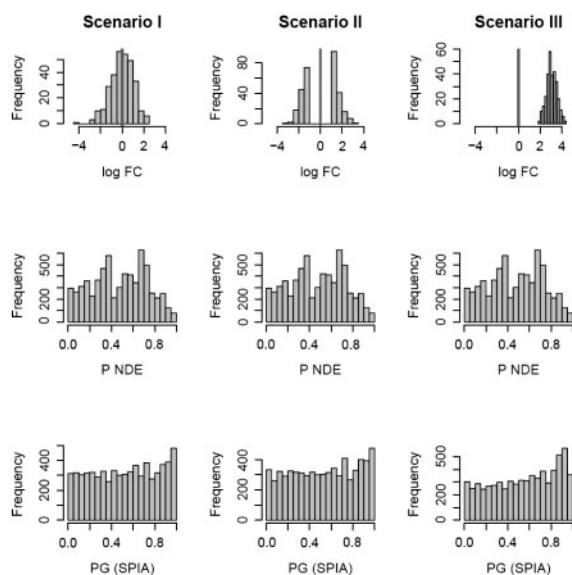 Scenario I
Scenario II
Scenario III
Frequency
0 20 40
-4 0 2 4
log FC
Frequency
0 40 80
-4 0 2 4
log FC
Frequency
0 20 40 60
-4 0 2 4
log FC
Frequency
0 200 500
0.0 0.4 0.8
P NDE
Frequency
0 200 500
0.0 0.4 0.8
P NDE
Frequency
0 200 500
0.0 0.4 0.8
P NDE
Frequency
0 200 400
0.0 0.4 0.8
PG (SPIA)
Frequency
0 200 400
0.0 0.4 0.8
PG (SPIA)
Frequency
0 200 500
0.0 0.4 0.8
PG (SPIA)